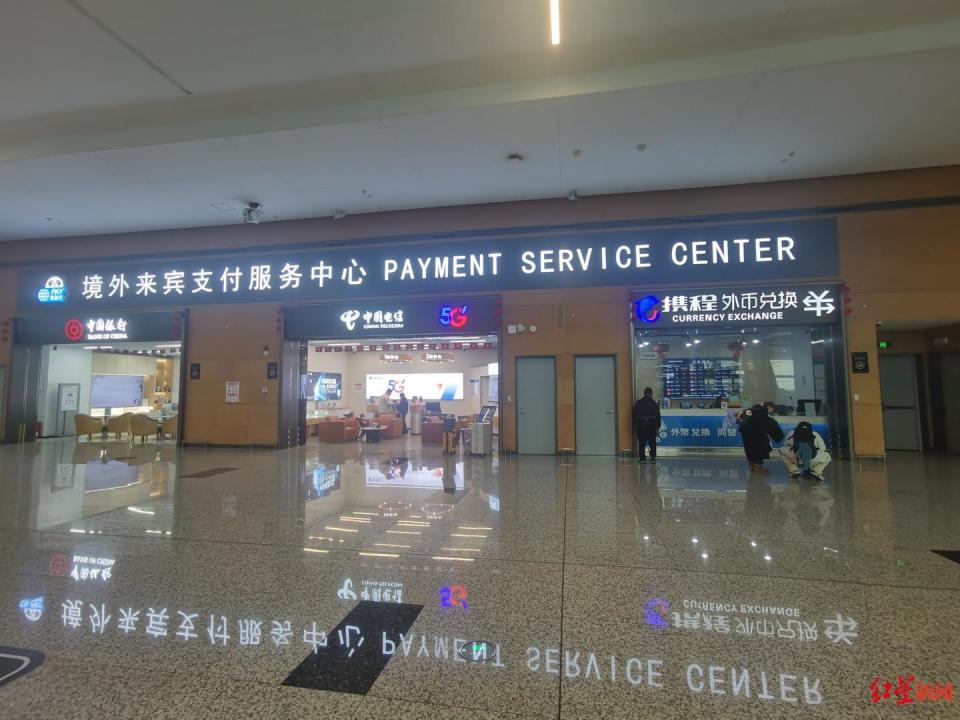 境外来宾支付服务中心 PAYMENT SERVICE CENTER
PAY
中国银行
BANK OF CHINA
中国电信
CHINA TELECOM
5G
携程 外币兑换
CURRENCY EXCHANGE
5G
外币兑换
红星新闻